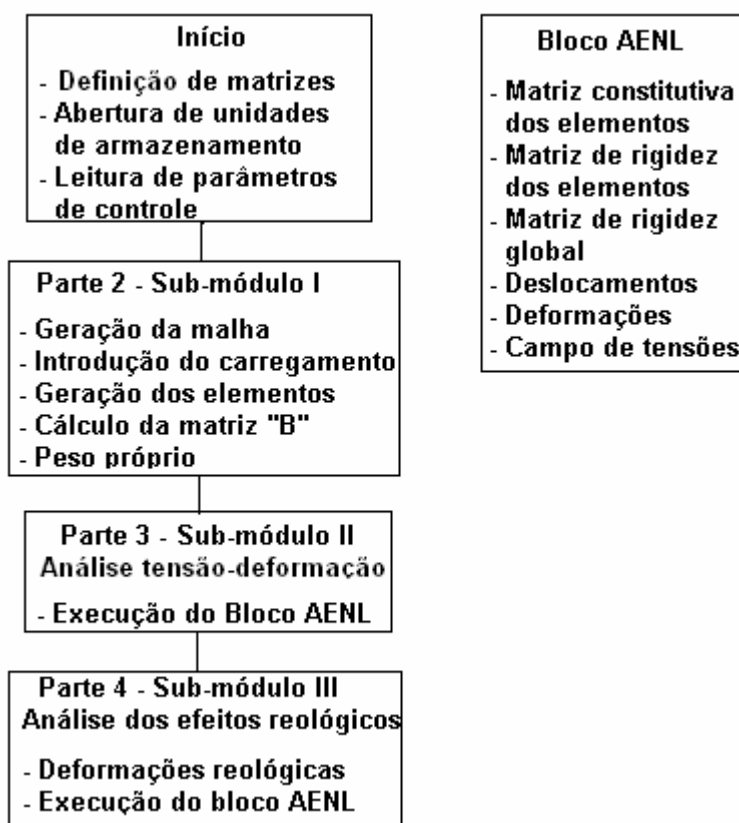 Início
- Definição de matrizes
- Abertura de unidades
de armazenamento
- Leitura de parâmetros
de controle
Parte 2 - Sub-módulo I
- Geração da malha
- Introdução do carregamento
- Geração dos elementos
- Cálculo da matriz "B"
- Peso próprio
Parte 3 - Sub-módulo II
Análise tensão-deformação
- Execução do Bloco AENL
Parte 4 - Sub-módulo III
Análise dos efeitos reológicos
- Deformações reológicas
- Execução do bloco AENL
Bloco AENL
- Matriz constitutiva
dos elementos
- Matriz de rigidez
dos elementos
- Matriz de rigidez
global
- Deslocamentos
- Deformações
- Campo de tensões